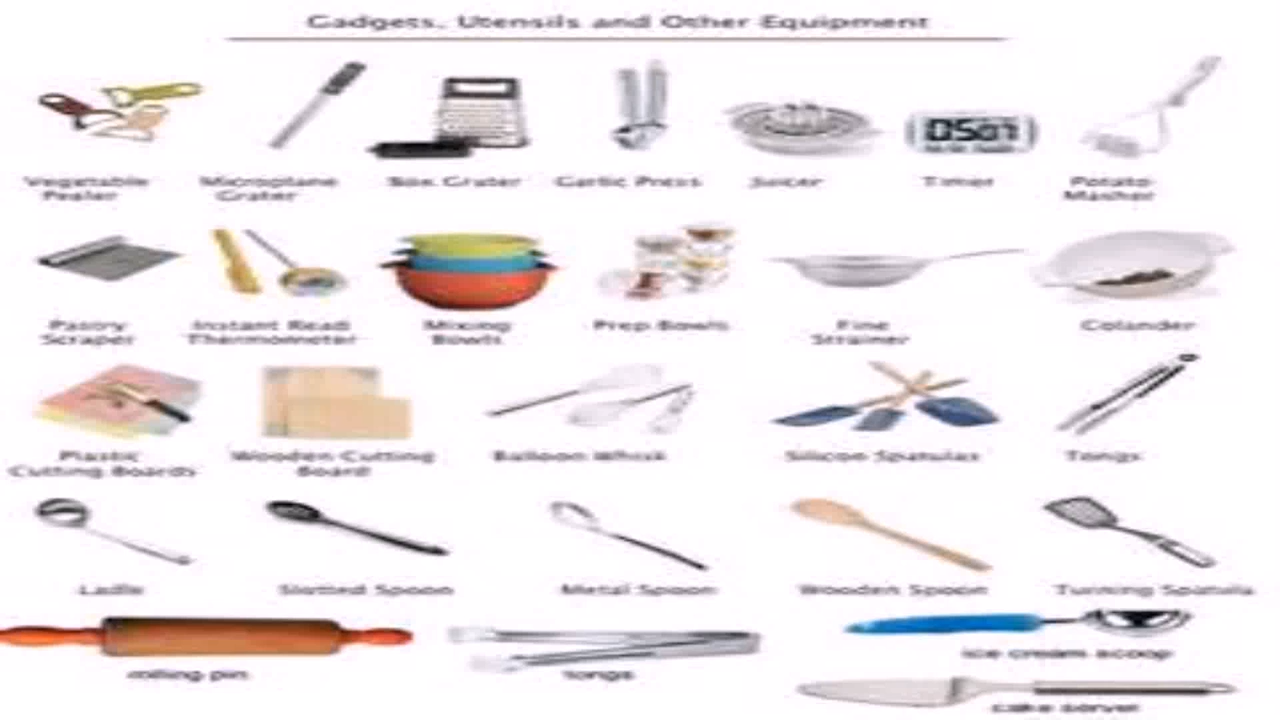 Gadgets, Utensils and Other Equipment
Vegetable
Peeler
Microplane
Grater
Box Grater
Garlic Press
Juicer
Timer
Potato
Masher
Pastry
Scraper
Instant Read
Thermometer
Mixing
Bowls
Prep Bowls
Fine
Strainer
Colander
Plastic
Cutting Boards
Wooden Cutting
Board
Balloon Whisk
Silicon Spatulas
Tongs
Ladle
Slotted Spoon
Metal Spoon
Wooden Spoon
Turning Spatula
rolling pin
tongs
ice cream scoop
cake server